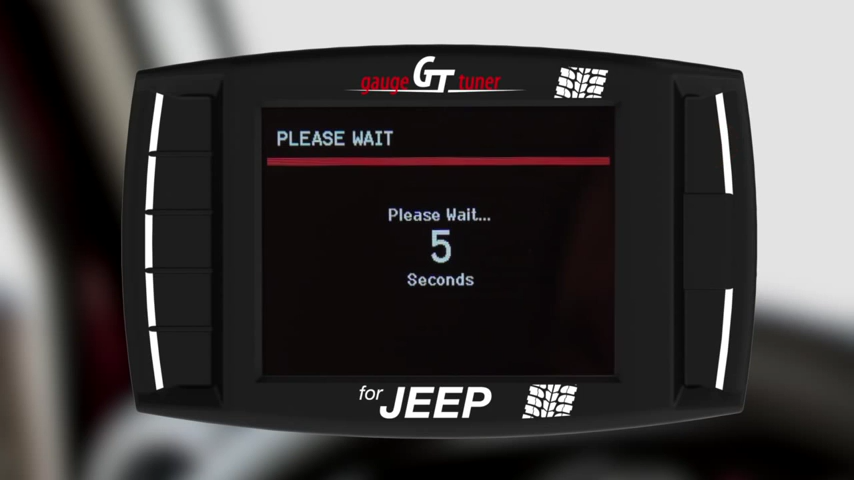 gauge GT tuner
PLEASE WAIT
Please Wait...
5
Seconds
for JEEP